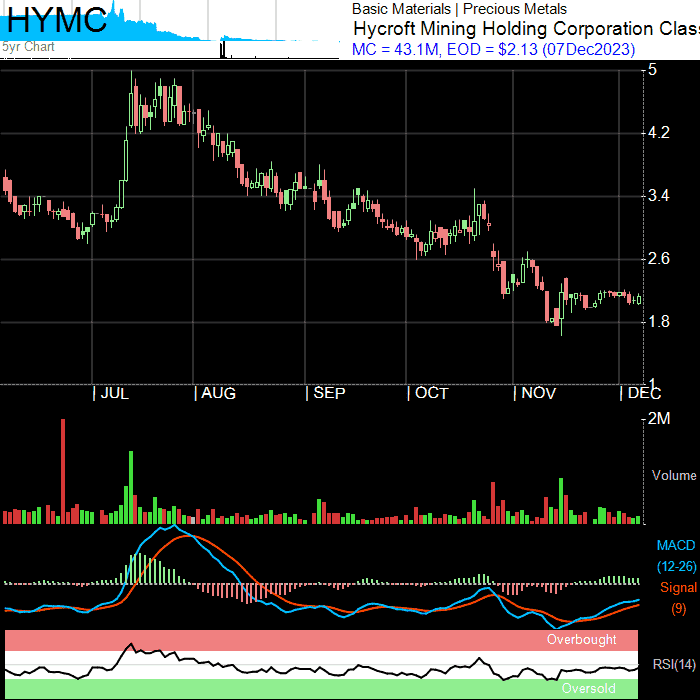 HYMC
5yr Chart
Basic Materials | Precious Metals
Hycroft Mining Holding Corporation Clas
MC = 43.1M, EOD = $2.13 (07Dec2023)
5
4.2
3.4
2.6
1.8
1
| JUL | AUG | SEP | OCT | NOV | DEC
2M
Volume
MACD
(12-26)
Signal
(9)
Overbought
RSI(14)
Oversold